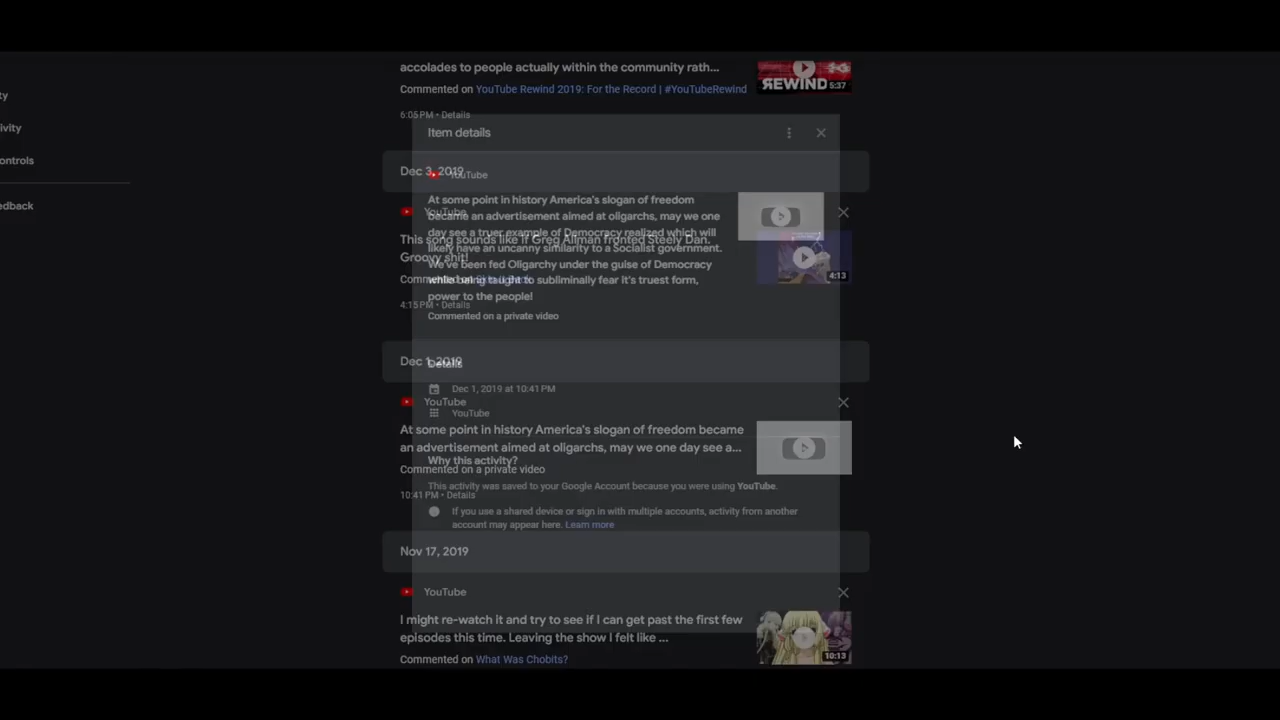 accolades to people actually within the community rath...
Commented on YouTube Rewind 2019: For the Record | #YouTubeRewind
REWIND 5:37
6:05 PM • Details
ty
ivity
ontrols
edback
Item details
YouTube
At some point in history America's slogan of freedom
became an advertisement aimed at oligarchs, may we one
day see a truer example of Democracy realized which will
likely have an uncanny similarity to a Socialist government.
We've been fed Oligarchy under the guise of Democracy
while being taught to subliminally fear it's truest form,
power to the people!
Commented on a private video
Details
Dec 1, 2019 at 10:41 PM
YouTube
Why this activity?
This activity was saved to your Google Account because you were using YouTube.
If you use a shared device or sign in with multiple accounts, activity from another
account may appear here. Learn more
Dec 3, 2019
YouTube
This song sounds like if Greg Allman fronted Steely Dan.
Groovy shit!
Commented on
4:13
4:15 PM • Details
Dec 1, 2019
YouTube
At some point in history America's slogan of freedom became
an advertisement aimed at oligarchs, may we one day see a...
Commented on a private video
10:41 PM • Details
Nov 17, 2019
YouTube
I might re-watch it and try to see if I can get past the first few
episodes this time. Leaving the show I felt like ...
Commented on What Was Chobits?
10:13